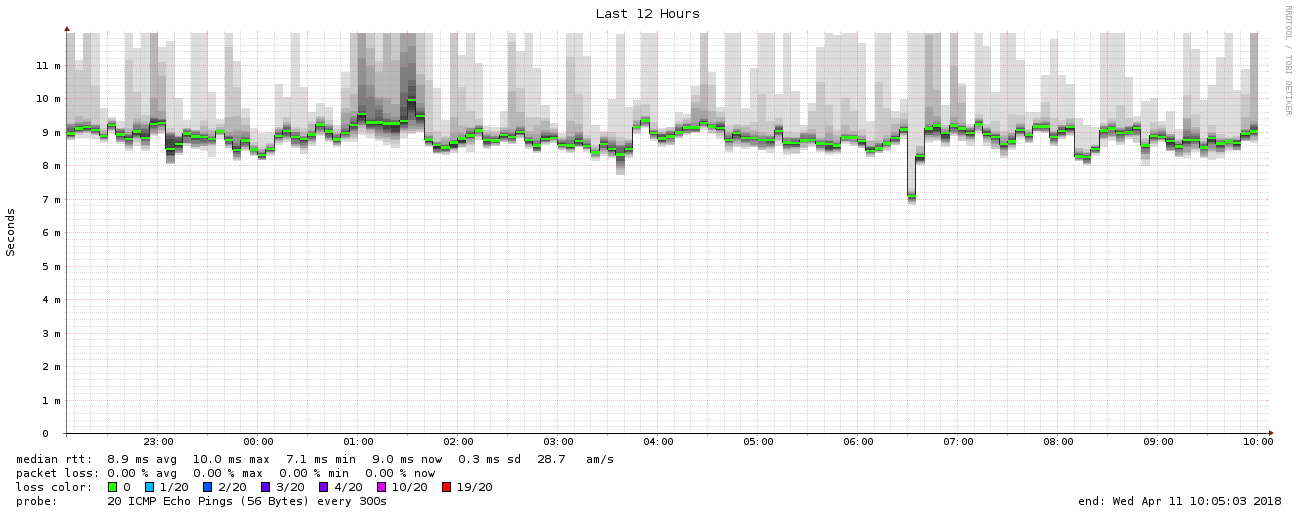 Last 12 Hours
RRDTOOL / TOBI OETIKER
Seconds
11 m
10 m
9 m
8 m
7 m
6 m
5 m
4 m
3 m
2 m
1 m
0
23:00 00:00 01:00 02:00 03:00 04:00 05:00 06:00 07:00 08:00 09:00 10:00
median rtt: 8.9 ms avg 10.0 ms max 7.1 ms min 9.0 ms now 0.3 ms sd 28.7 am/s
packet loss: 0.00 % avg 0.00 % max 0.00 % min 0.00 % now
loss color: 0 1/20 2/20 3/20 4/20 10/20 19/20
probe: 20 ICMP Echo Pings (56 Bytes) every 300s end: Wed Apr 11 10:05:03 2018